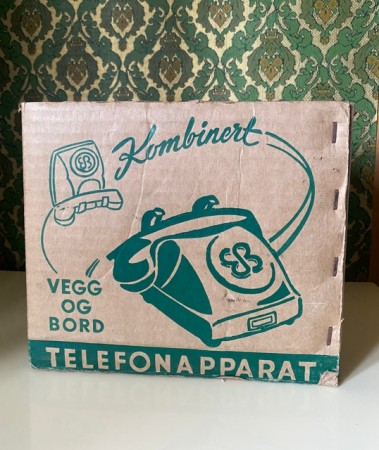 Kombinert
VEGG
OG
BORD
TELEFONAPPARAT